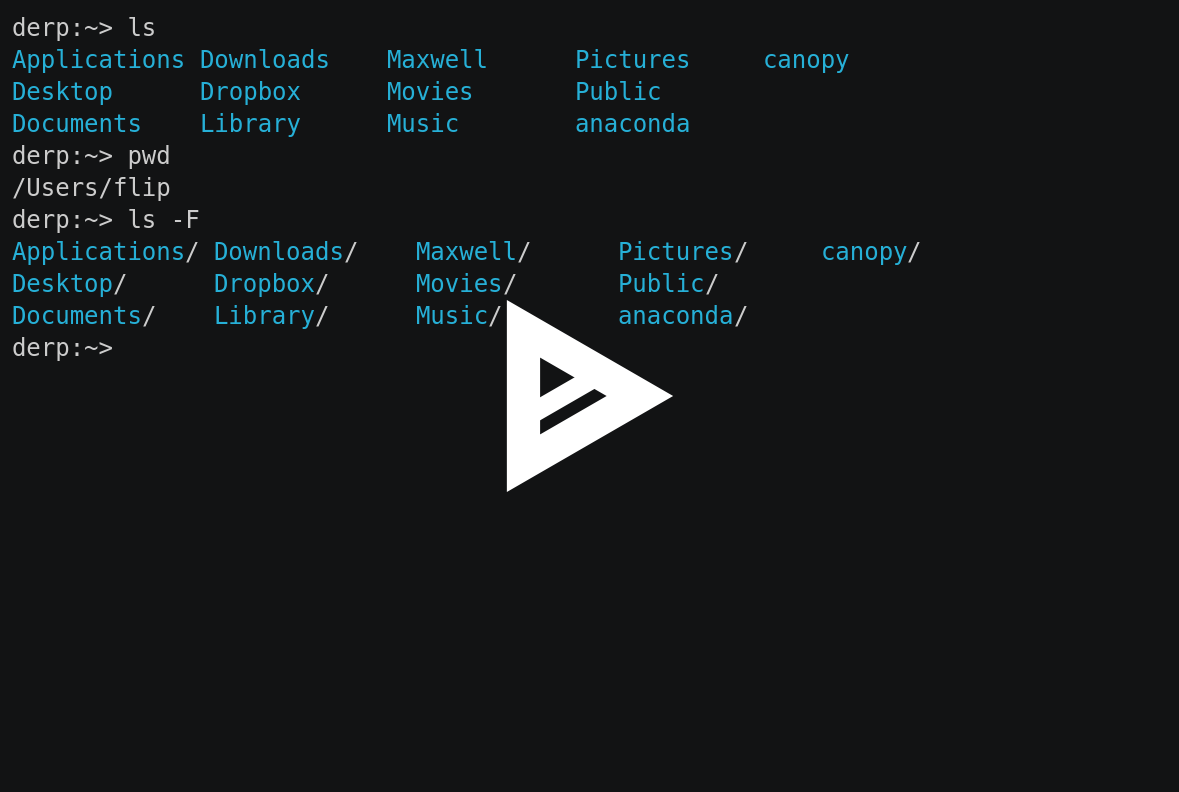 derp:~> ls
Applications Downloads    Maxwell      Pictures     canopy
Desktop      Dropbox      Movies       Public
Documents    Library      Music        anaconda
derp:~> pwd
/Users/flip
derp:~> ls -F
Applications/ Downloads/    Maxwell/      Pictures/     canopy/
Desktop/      Dropbox/      Movies/       Public/
Documents/    Library/      Music/        anaconda/
derp:~>